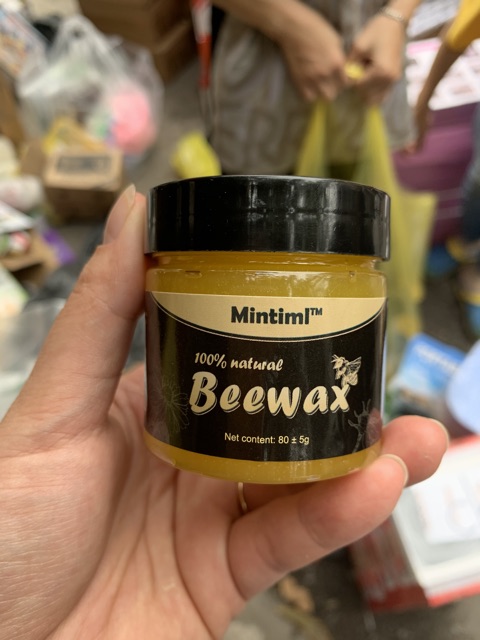 Mintiml™
100% natural
Beewax
Net content: 80 ± 5g